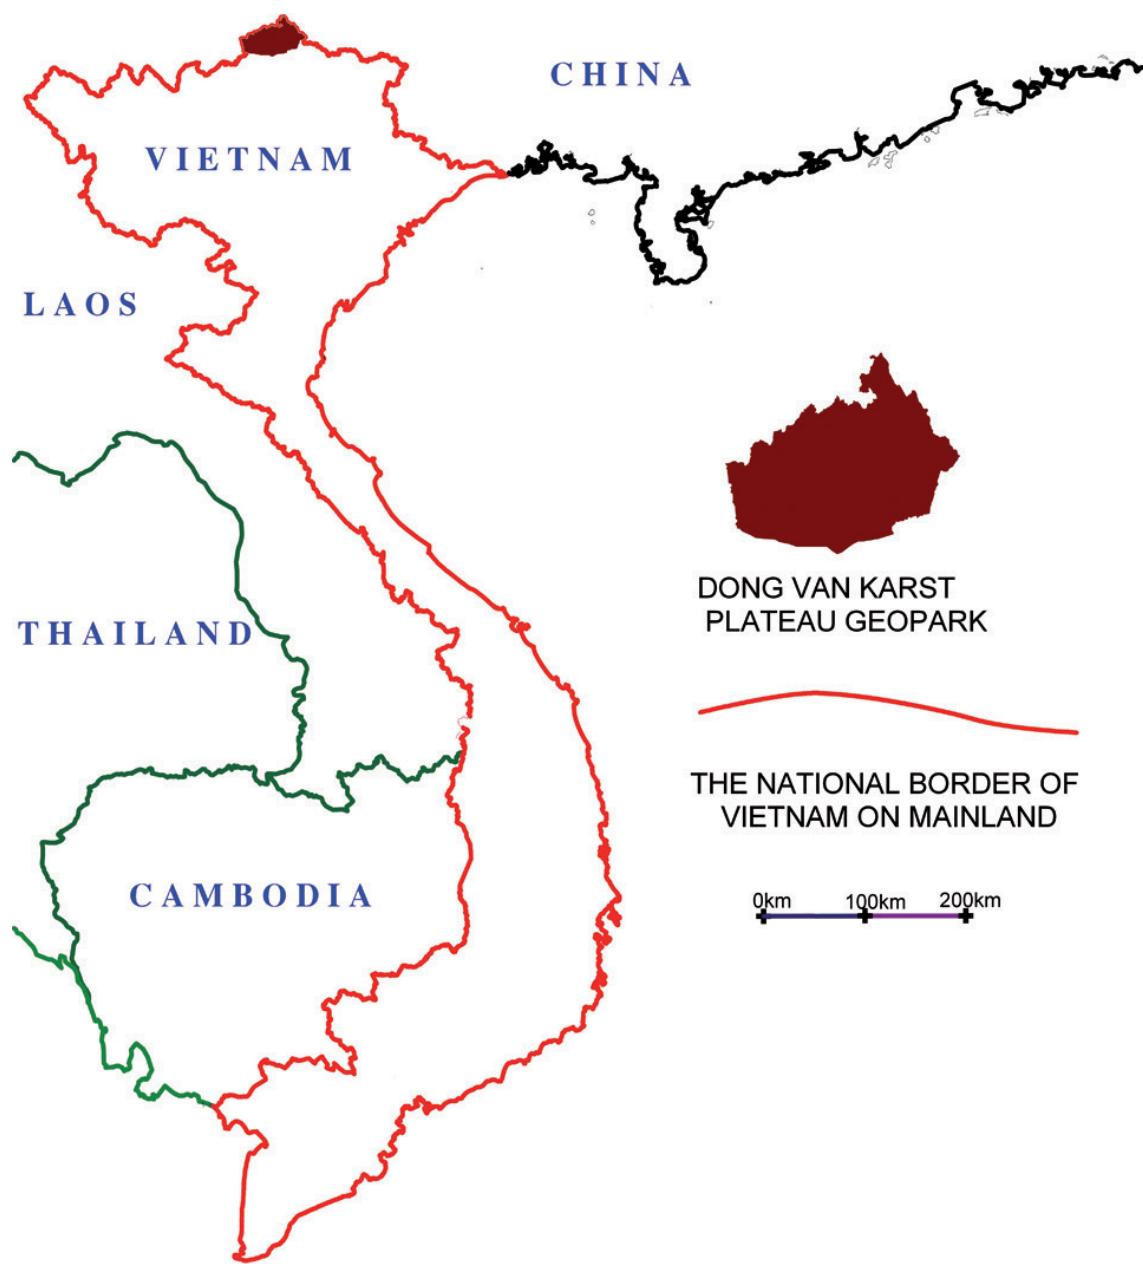 CHINA
VIETNAM
LAOS
THAILAND
CAMBODIA
DONG VAN KARST
PLATEAU GEOPARK
THE NATIONAL BORDER OF
VIETNAM ON MAINLAND
0km 100km 200km